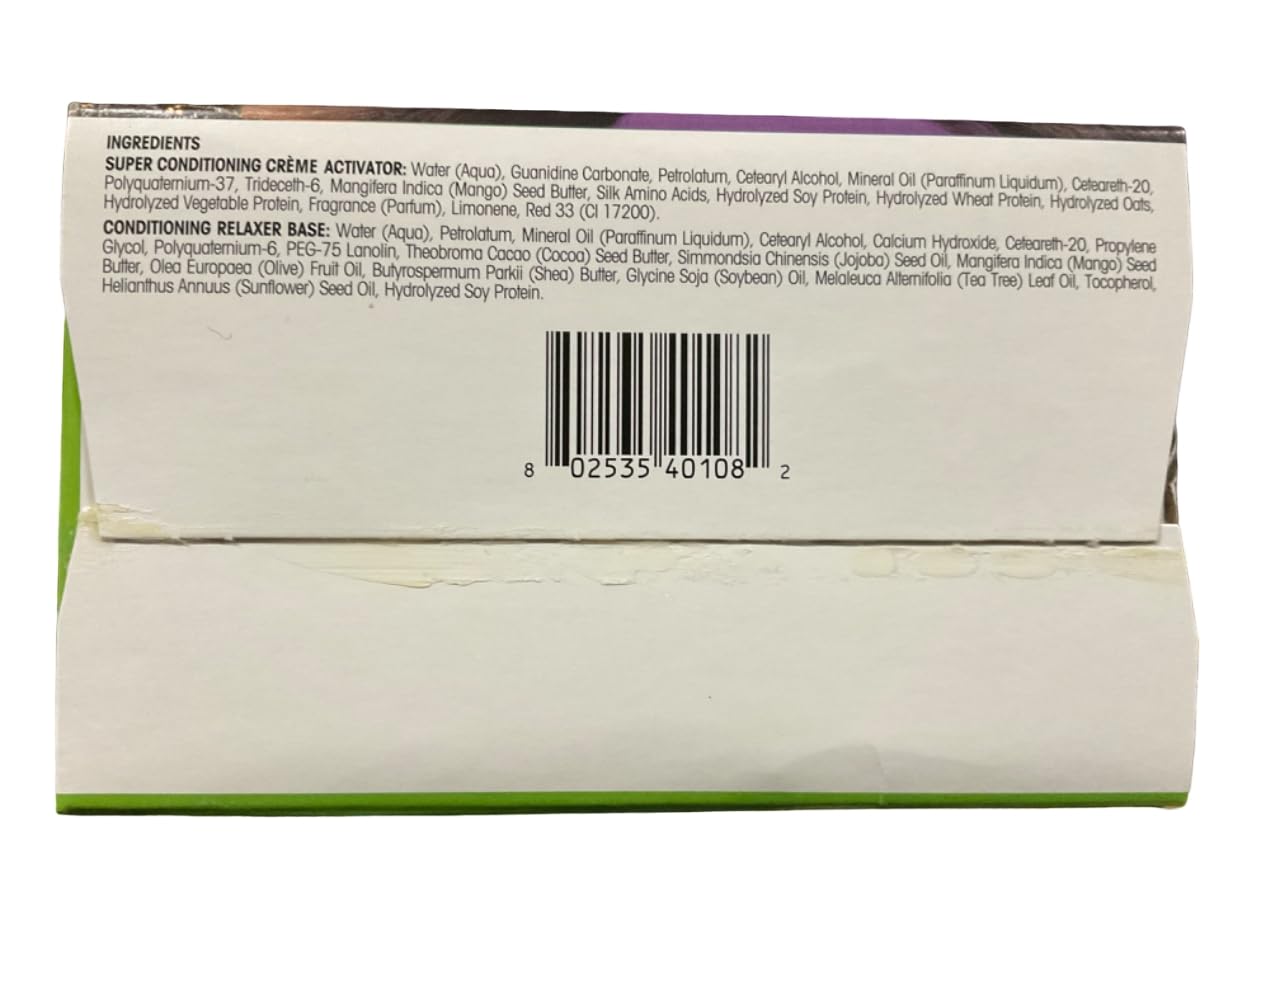 INGREDIENTS
SUPER CONDITIONING CRÈME ACTIVATOR: Water (Aqua), Guanidine Carbonate, Petrolatum, Cetearyl Alcohol, Mineral Oil (Paraffinum Liquidum), Ceteareth-20,
Polyquaternium-37, Trideceth-6, Mangifera Indica (Mango) Seed Butter, Silk Amino Acids, Hydrolyzed Soy Protein, Hydrolyzed Wheat Protein, Hydrolyzed Oats,
Hydrolyzed Vegetable Protein, Fragrance (Parfum), Limonene, Red 33 (CI 17200).
CONDITIONING RELAXER BASE: Water (Aqua), Petrolatum, Mineral Oil (Paraffinum Liquidum), Cetearyl Alcohol, Calcium Hydroxide, Ceteareth-20, Propylene
Glycol, Polyquaternium-6, PEG-75 Lanolin, Theobroma Cacao (Cocoa) Seed Butter, Simmondsia Chinensis (Jojoba) Seed Oil, Mangifera Indica (Mango) Seed
Butter, Olea Europaea (Olive) Fruit Oil, Butyrospermum Parkii (Shea) Butter, Glycine Soja (Soybean) Oil, Melaleuca Alternifolia (Tea Tree) Leaf Oil, Tocopherol,
Helianthus Annuus (Sunflower) Seed Oil, Hydrolyzed Soy Protein.
8 02535 40108 2